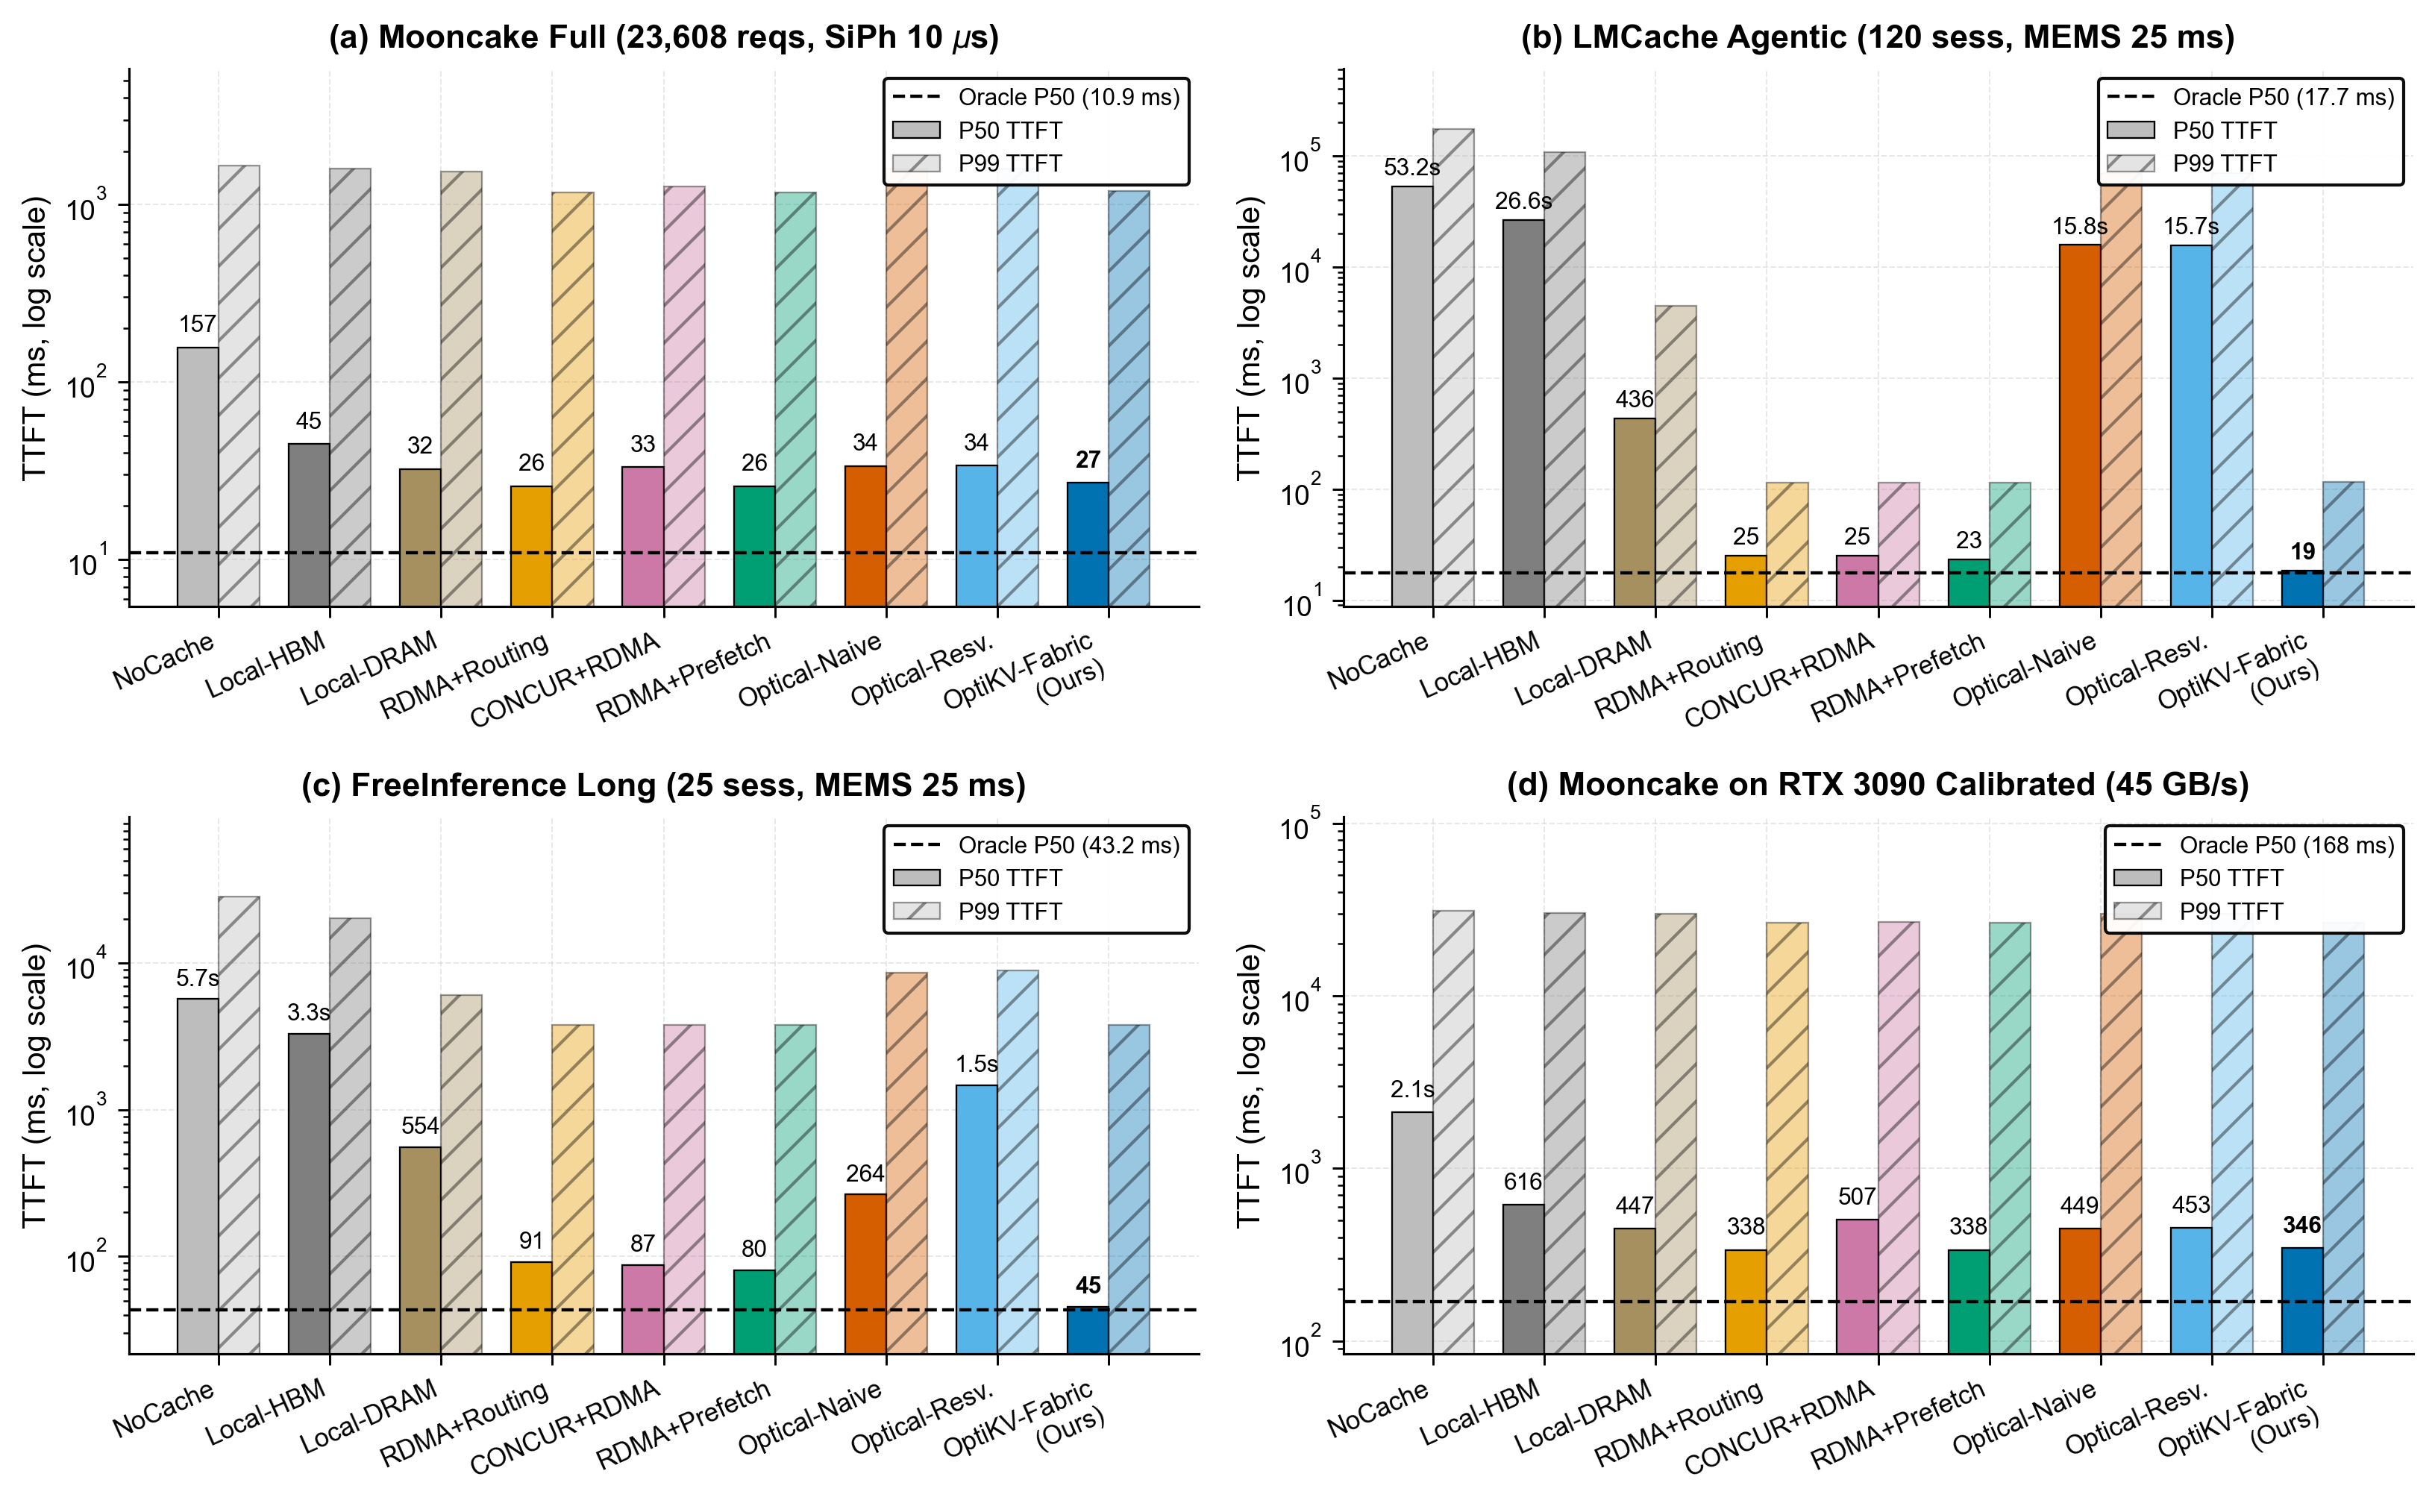 (a) Mooncake Full (23,608 reqs, SiPh 10 µs)
TTFT (ms, log scale)
10^3
10^2
10^1
Oracle P50 (10.9 ms)
P50 TTFT
P99 TTFT
157
45
32
26
33
26
34
34
27
NoCache
Local-HBM
Local-DRAM
RDMA+Routing
CONCUR+RDMA
RDMA+Prefetch
Optical-Naive
Optical-Resv.
OptiKV-Fabric
(Ours)
(b) LMCache Agentic (120 sess, MEMS 25 ms)
TTFT (ms, log scale)
10^5
10^4
10^3
10^2
10^1
Oracle P50 (17.7 ms)
P50 TTFT
P99 TTFT
53.2s
26.6s
436
25
25
23
15.8s
15.7s
19
NoCache
Local-HBM
Local-DRAM
RDMA+Routing
CONCUR+RDMA
RDMA+Prefetch
Optical-Naive
Optical-Resv.
OptiKV-Fabric
(Ours)
(c) FreeInference Long (25 sess, MEMS 25 ms)
TTFT (ms, log scale)
10^4
10^3
10^2
Oracle P50 (43.2 ms)
P50 TTFT
P99 TTFT
5.7s
3.3s
554
91
87
80
264
1.5s
45
NoCache
Local-HBM
Local-DRAM
RDMA+Routing
CONCUR+RDMA
RDMA+Prefetch
Optical-Naive
Optical-Resv.
OptiKV-Fabric
(Ours)
(d) Mooncake on RTX 3090 Calibrated (45 GB/s)
TTFT (ms, log scale)
10^5
10^4
10^3
10^2
Oracle P50 (168 ms)
P50 TTFT
P99 TTFT
2.1s
616
447
338
507
338
449
453
346
NoCache
Local-HBM
Local-DRAM
RDMA+Routing
CONCUR+RDMA
RDMA+Prefetch
Optical-Naive
Optical-Resv.
OptiKV-Fabric
(Ours)